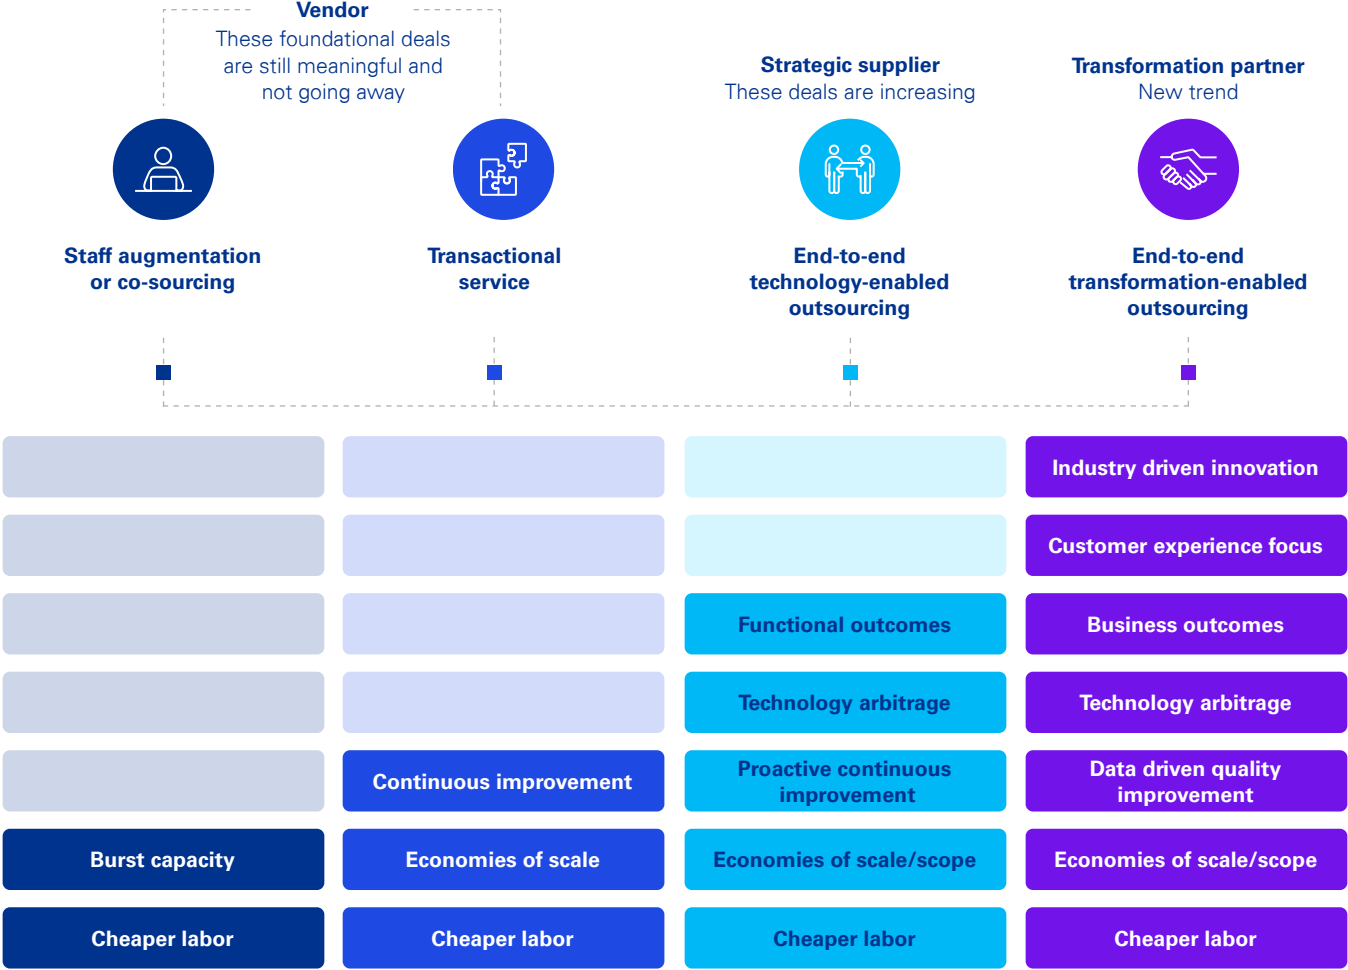 Vendor
These foundational deals
are still meaningful and
not going away
Strategic supplier
These deals are increasing
Transformation partner
New trend
Staff augmentation
or co-sourcing
Transactional
service
End-to-end
technology-enabled
outsourcing
End-to-end
transformation-enabled
outsourcing
Industry driven innovation
Customer experience focus
Functional outcomes
Business outcomes
Technology arbitrage
Technology arbitrage
Continuous improvement
Proactive continuous
improvement
Data driven quality
improvement
Burst capacity
Economies of scale
Economies of scale/scope
Economies of scale/scope
Cheaper labor
Cheaper labor
Cheaper labor
Cheaper labor